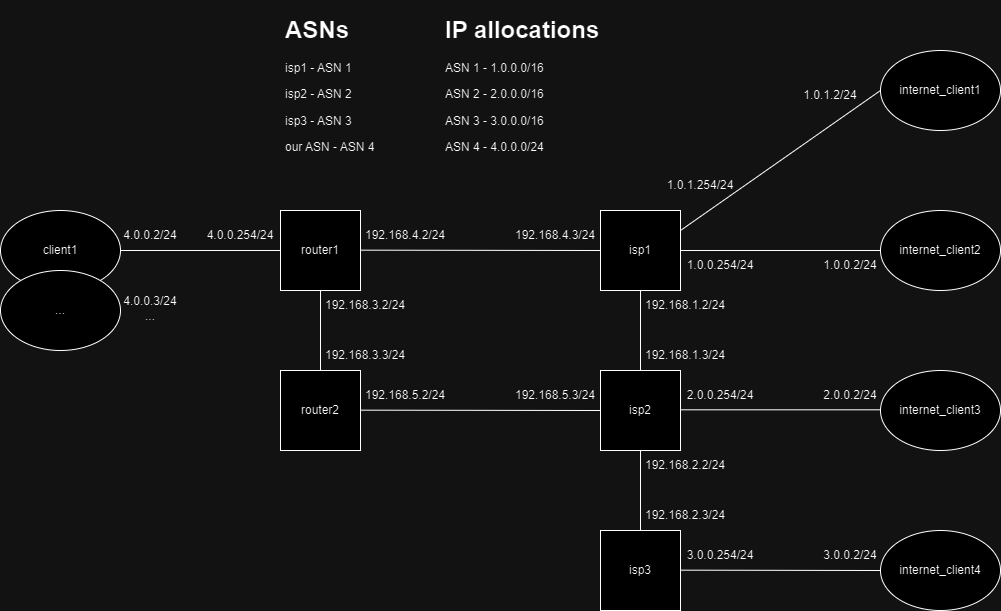 ASNs
IP allocations
isp1 - ASN 1
ASN 1 - 1.0.0.0/16
isp2 - ASN 2
ASN 2 - 2.0.0.0/16
isp3 - ASN 3
ASN 3 - 3.0.0.0/16
our ASN - ASN 4
ASN 4 - 4.0.0.0/24
internet_client1
1.0.1.2/24
1.0.1.254/24
client1
4.0.0.2/24
4.0.0.254/24
router1
192.168.4.2/24
192.168.4.3/24
isp1
1.0.0.254/24
1.0.0.2/24
internet_client2
...
4.0.0.3/24
...
192.168.3.2/24
192.168.1.2/24
192.168.3.3/24
192.168.1.3/24
router2
192.168.5.2/24
192.168.5.3/24
isp2
2.0.0.254/24
2.0.0.2/24
internet_client3
192.168.2.2/24
192.168.2.3/24
isp3
3.0.0.254/24
3.0.0.2/24
internet_client4